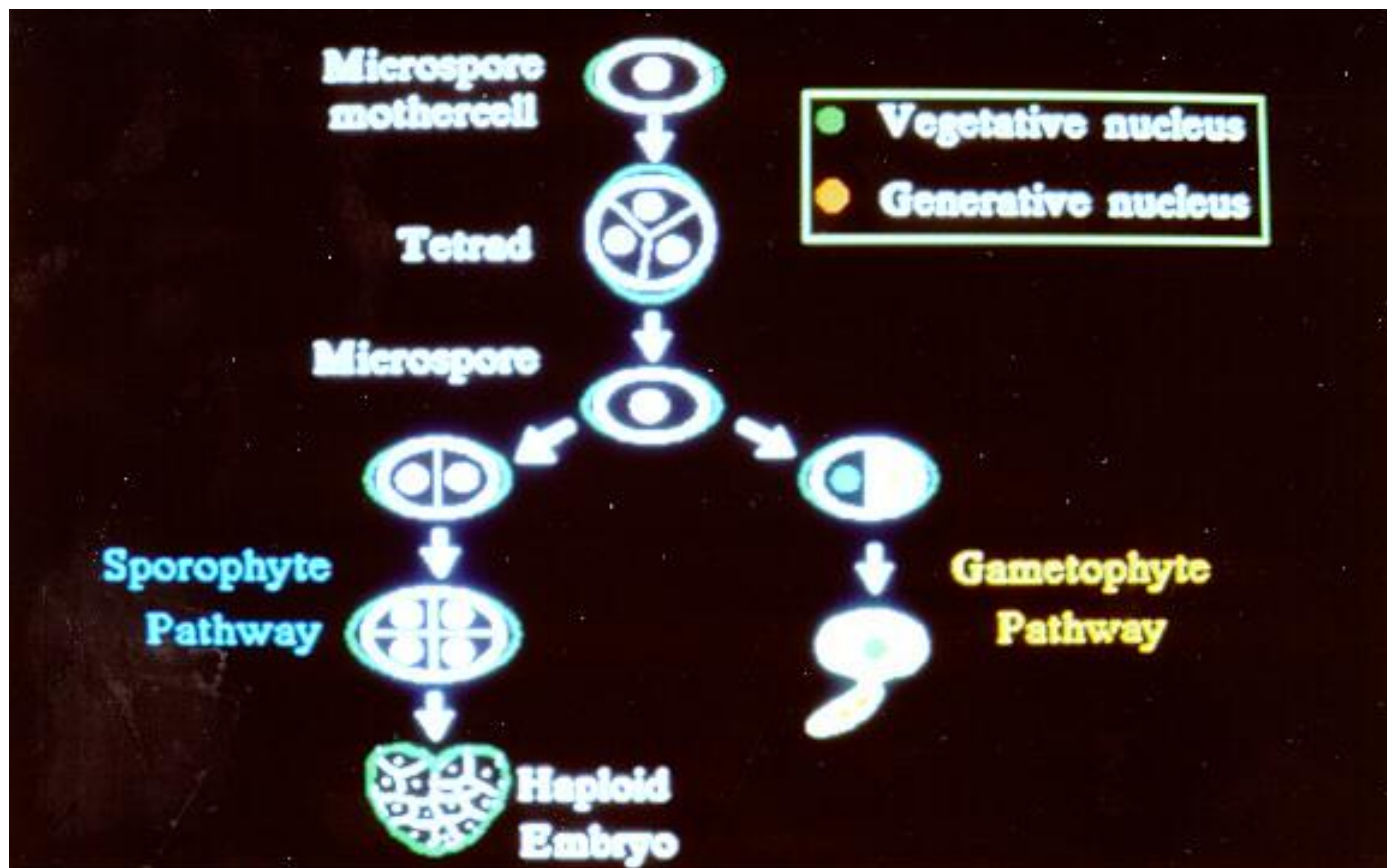 Microspore
mothercell
Vegetative nucleus
Generative nucleus
Tetrad
Microspore
Sporophyte
Pathway
Gametophyte
Pathway
Haploid
Embryo